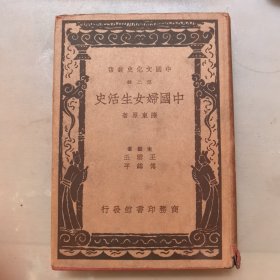 中國文化史叢書
第二輯
中國婦女生活史
陳東原著
主編者
王雲五
傅緯平
商務印書館發行